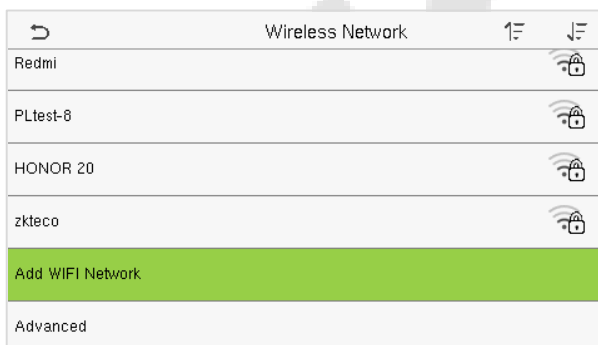 Wireless Network
Redmi
PLtest-8
HONOR 20
zkteco
Add WIFI Network
Advanced